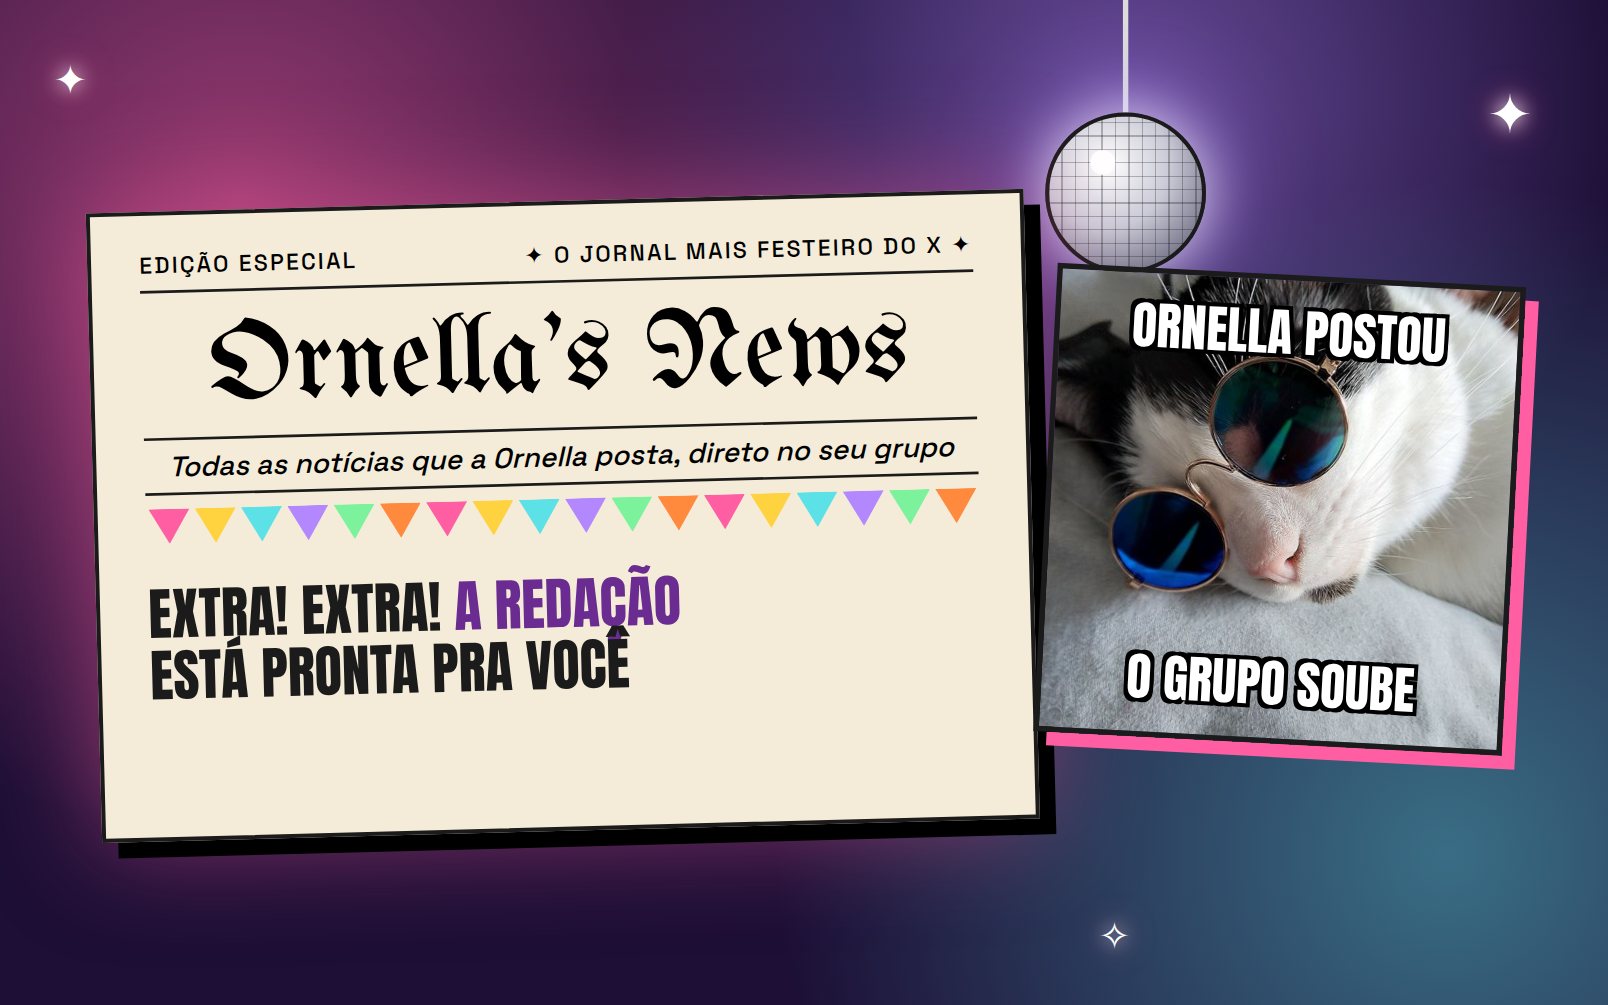 EDIÇÃO ESPECIAL
✦ O JORNAL MAIS FESTEIRO DO X ✦
Ornella's News
Todas as notícias que a Ornella posta, direto no seu grupo
EXTRA! EXTRA! A REDAÇÃO
ESTÁ PRONTA PRA VOCÊ
ORNELLA POSTOU
O GRUPO SOUBE